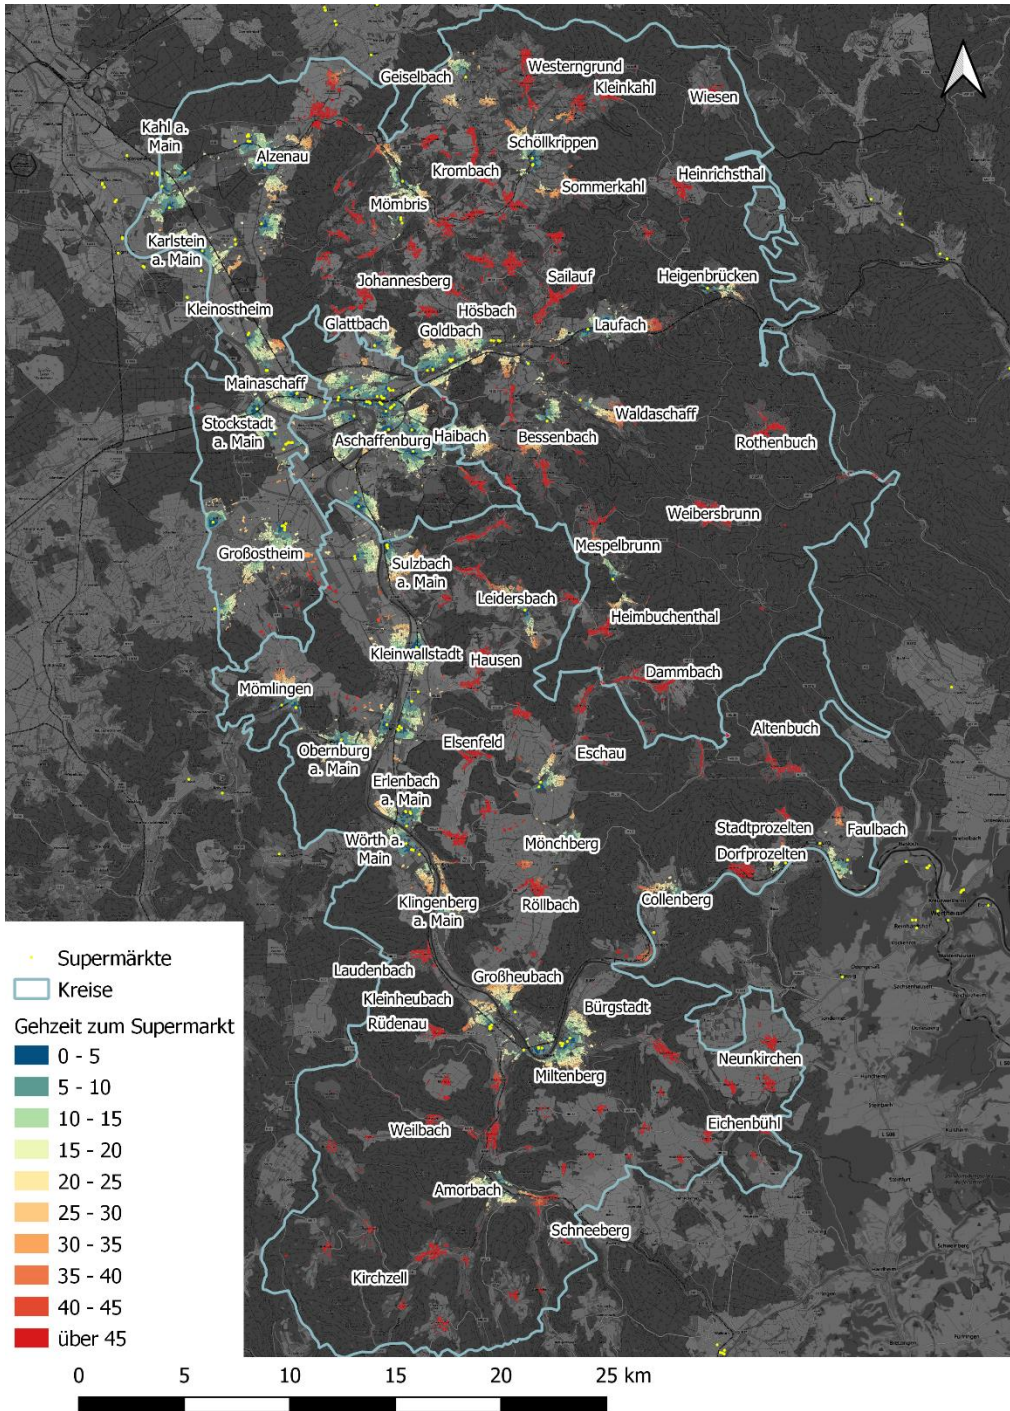 Geiselbach
Westerngrund
Kleinkahl
Wiesen
Kahl a.
Main
Alzenau
Schöllkrippen
Krombach
Heinrichsthal
Sommerkahl
Mömbris
Karlstein
a. Main
Johannesberg
Sailauf
Heigenbrücken
Kleinostheim
Hösbach
Glattbach
Goldbach
Laufach
Mainaschaff
Stockstadt
a. Main
Aschaffenburg
Haibach
Bessenbach
Waldaschaff
Rothenbuch
Weibersbrunn
Großostheim
Mespelbrunn
Sulzbach
a. Main
Leidersbach
Heimbuchenthal
Kleinwallstadt
Hausen
Dammbach
Mömlingen
Altenbuch
Obernburg
a. Main
Elsenfeld
Eschau
Erlenbach
a. Main
Stadtprozelten
Faulbach
Wörth a.
Main
Mönchberg
Dorfprozelten
Klingenberg
a. Main
Röllbach
Collenberg
Laudenbach
Großheubach
Kleinheubach
Bürgstadt
Rüdenau
Miltenberg
Neunkirchen
Weilbach
Eichenbühl
Amorbach
Schneeberg
Kirchzell
Supermärkte
Kreise
Gehzeit zum Supermarkt
0 - 5
5 - 10
10 - 15
15 - 20
20 - 25
25 - 30
30 - 35
35 - 40
40 - 45
über 45
0 5 10 15 20 25 km